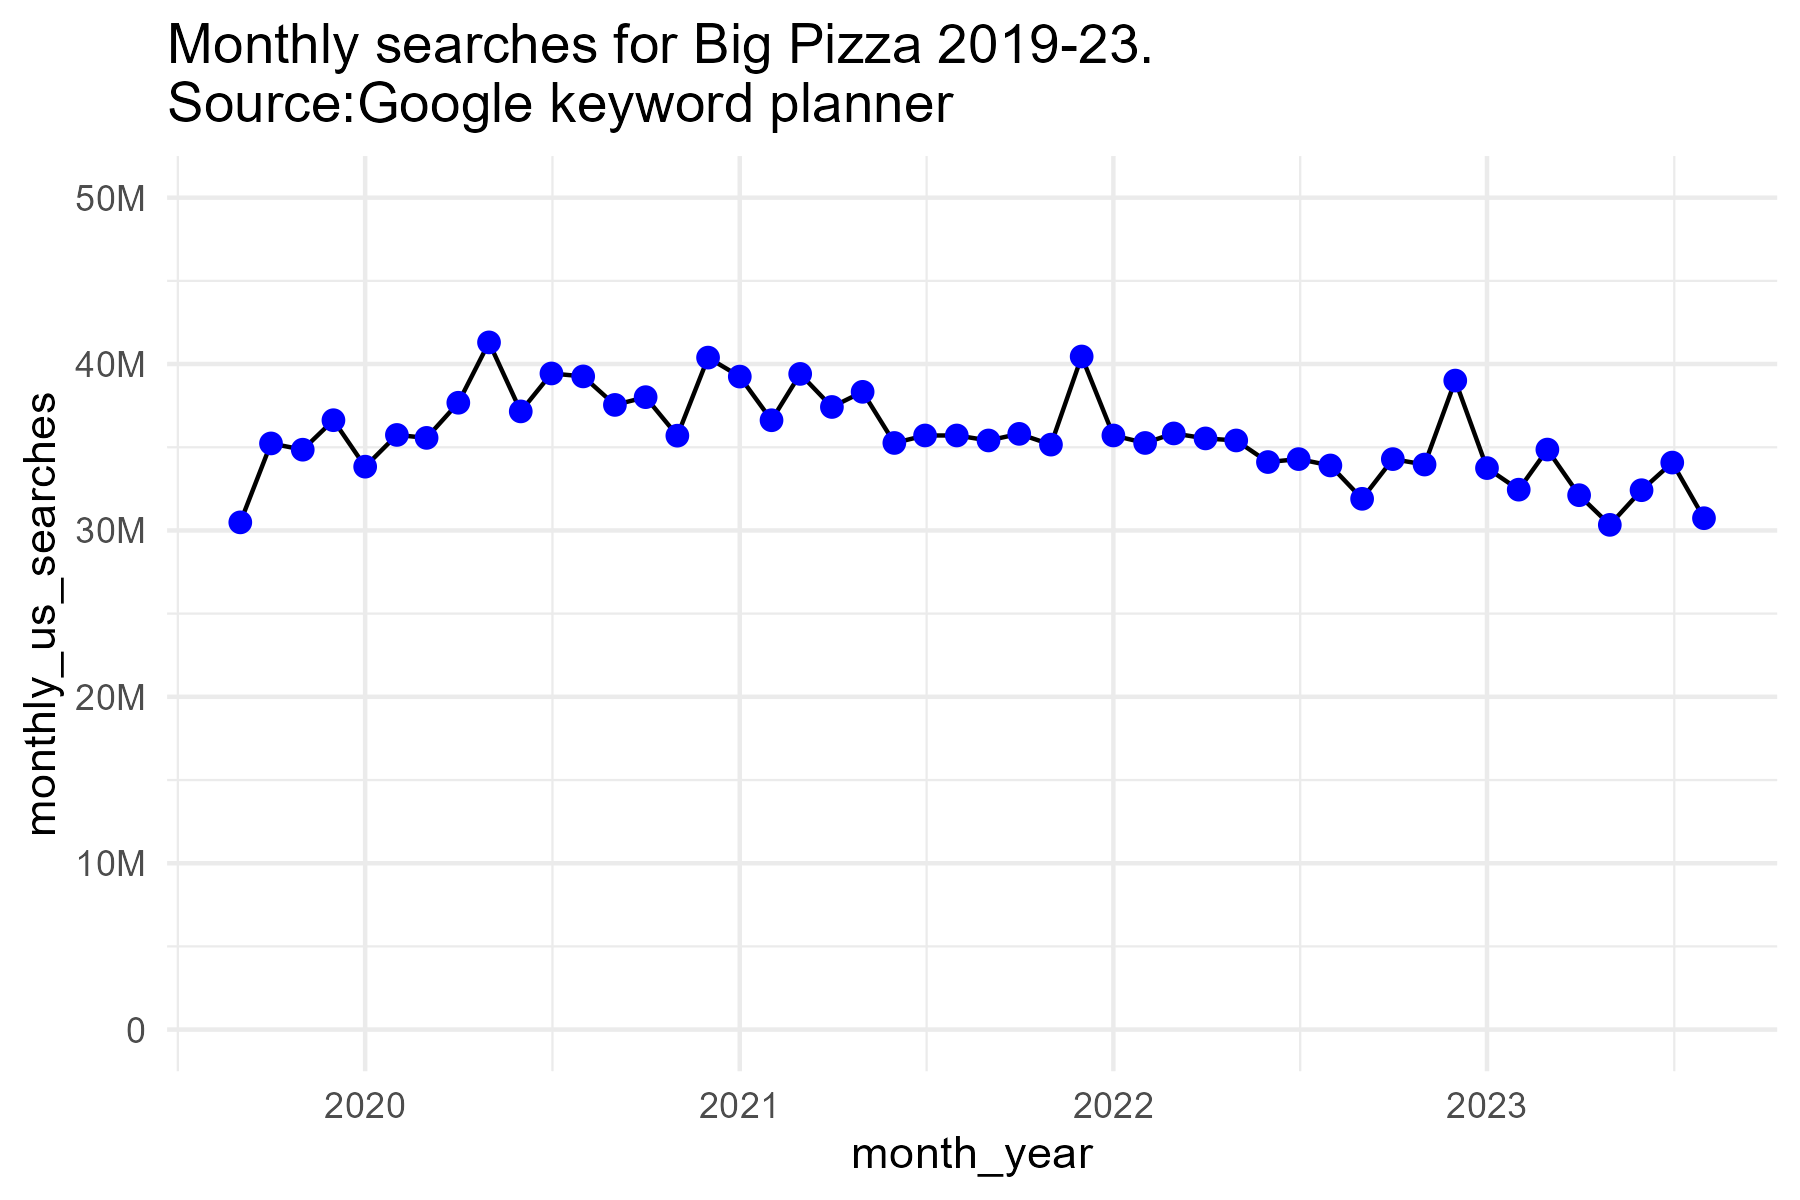 Monthly searches for Big Pizza 2019-23.
Source:Google keyword planner
monthly_us_searches
50M
40M
30M
20M
10M
0
2020
2021
2022
2023
month_year